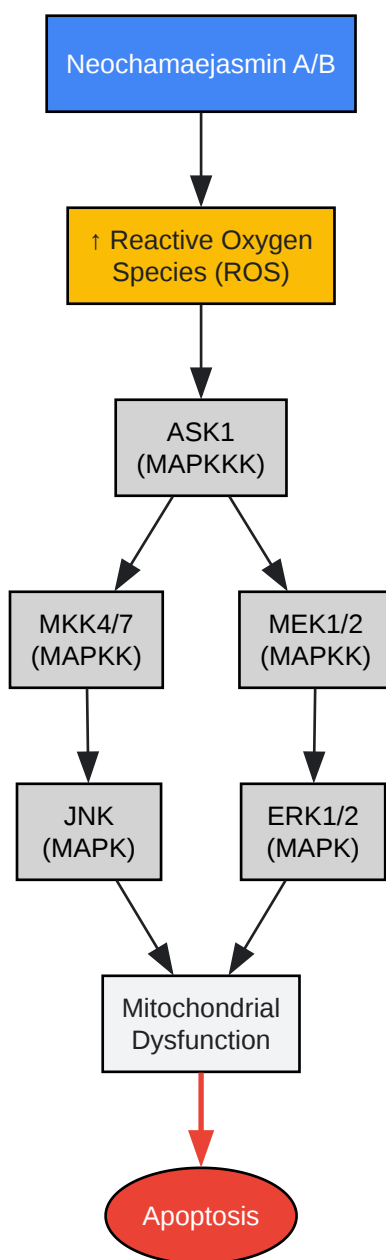 Neochamaejasmin A/B
↑ Reactive Oxygen
Species (ROS)
ASK1
(MAPKKK)
MKK4/7
(MAPKK)
MEK1/2
(MAPKK)
JNK
(MAPK)
ERK1/2
(MAPK)
Mitochondrial
Dysfunction
Apoptosis